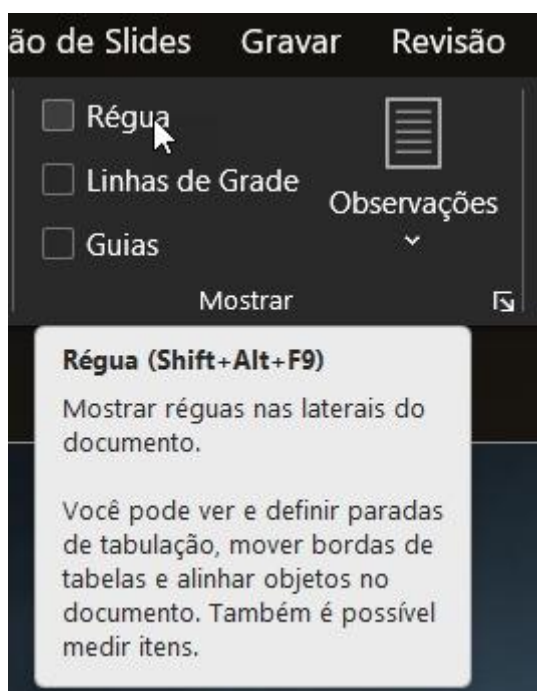 ão de Slides Gravar Revisão
Régua
Linhas de Grade
Guias
Observações
Mostrar
Régua (Shift+Alt+F9)
Mostrar réguas nas laterais do
documento.
Você pode ver e definir paradas
de tabulação, mover bordas de
tabelas e alinhar objetos no
documento. Também é possível
medir itens.